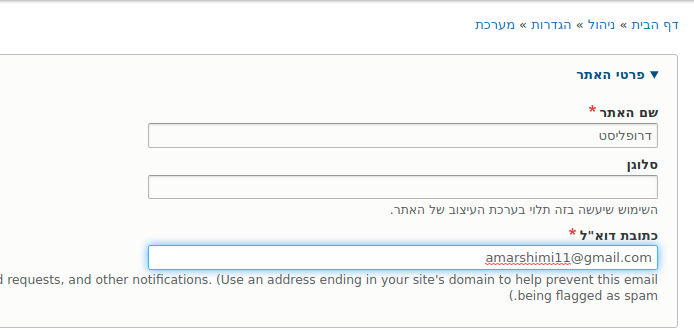 דף הבית » ניהול » הגדרות » מערכת
▼ פרטי האתר
שם האתר *
דרופליסט
סלוגן
השימוש שיעשה בזה תלוי בערכת העיצוב של האתר.
כתובת דוא"ל *
amarshimi11@gmail.com
requests, and other notifications. (Use an address ending in your site's domain to help prevent this email
being flagged as spam.)